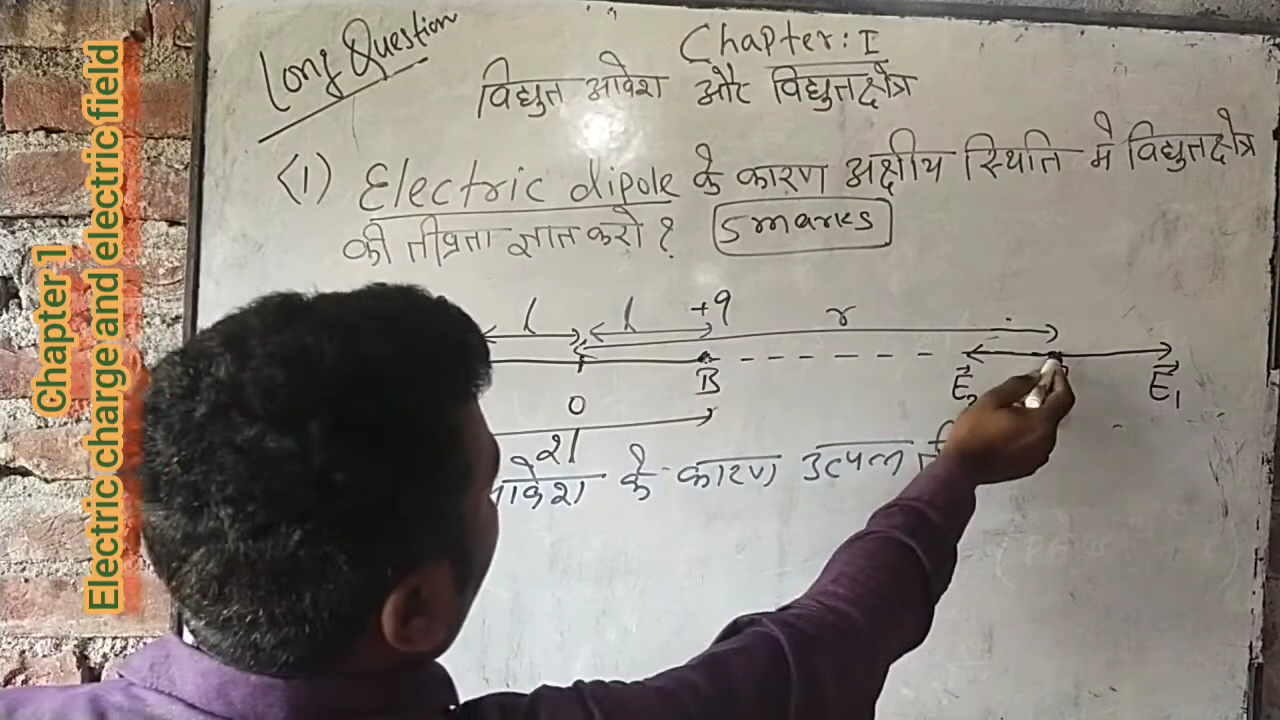 Chapter 1
Electric charge and electric field
Long Question
Chapter: I
विद्युत आवेश और विद्युतक्षेत्र
(1) Electric dipole के कारण अक्षीय स्थिति मे विद्युतक्षेत्र
की तीव्रता ज्ञात करो ? 5 marks
l l +q r
B E₂ E₁
O
2l
के कारण उत्पन्न